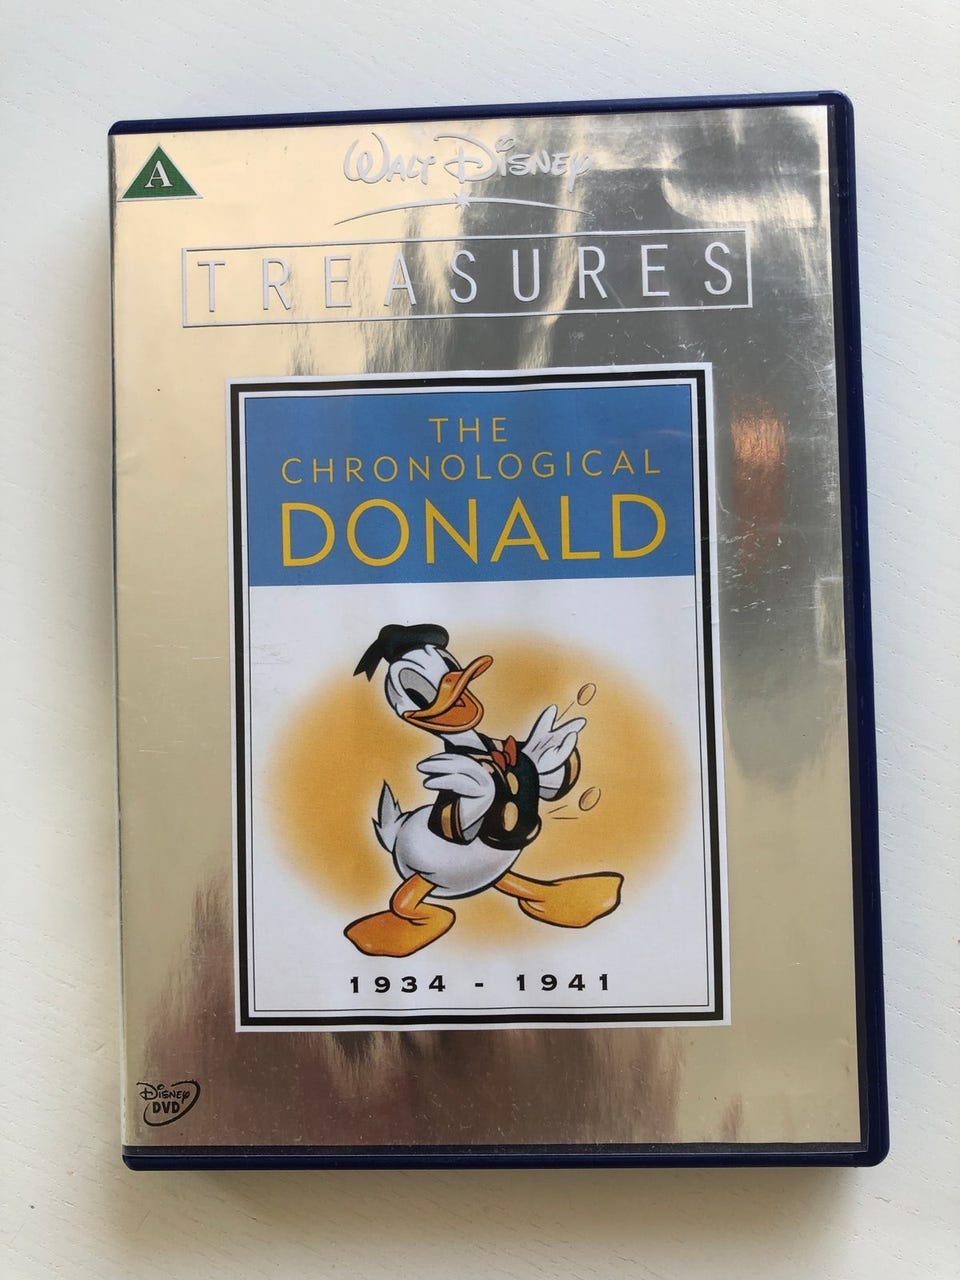 A
WALT DISNEY
TREASURES
THE
CHRONOLOGICAL
DONALD
1934 - 1941
DISNEY
DVD